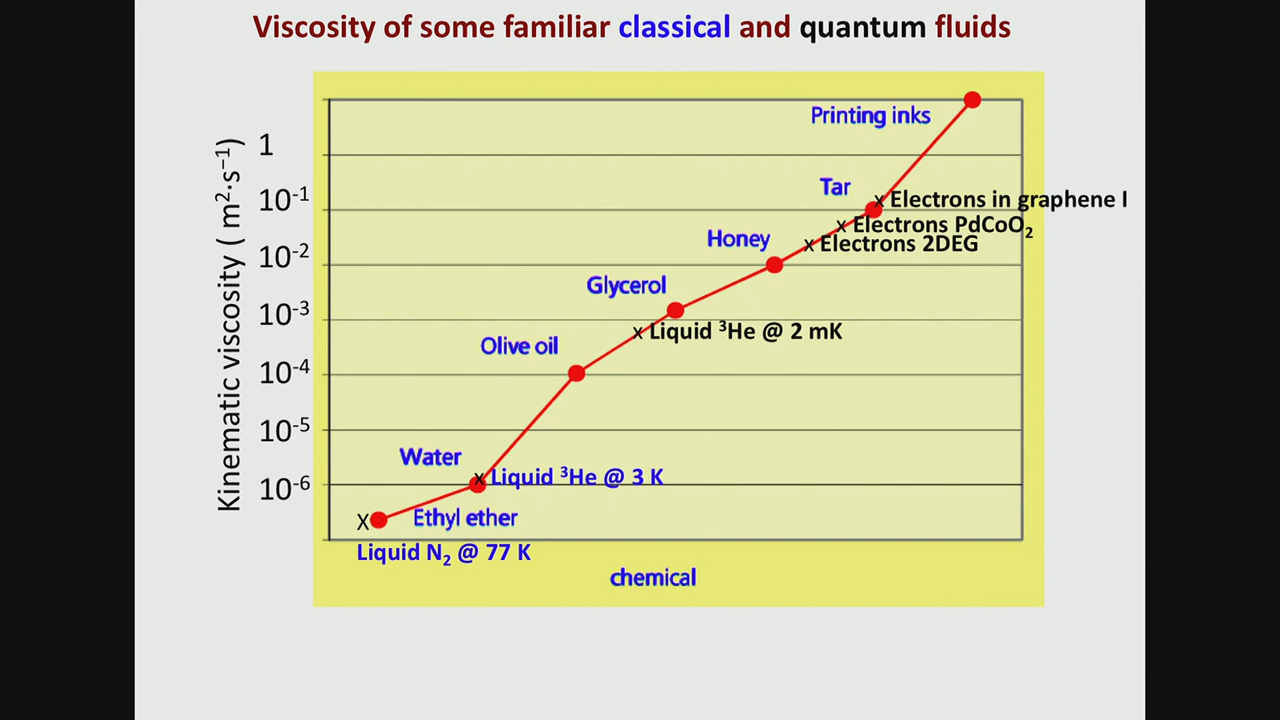 Viscosity of some familiar classical and quantum fluids
Kinematic viscosity ( m²·s⁻¹)
1
10⁻¹
10⁻²
10⁻³
10⁻⁴
10⁻⁵
10⁻⁶
Printing inks
Tar
x Electrons in graphene I
x Electrons PdCoO₂
x Electrons 2DEG
Honey
Glycerol
x Liquid ³He @ 2 mK
Olive oil
Water
x Liquid ³He @ 3 K
X
Ethyl ether
Liquid N₂ @ 77 K
chemical